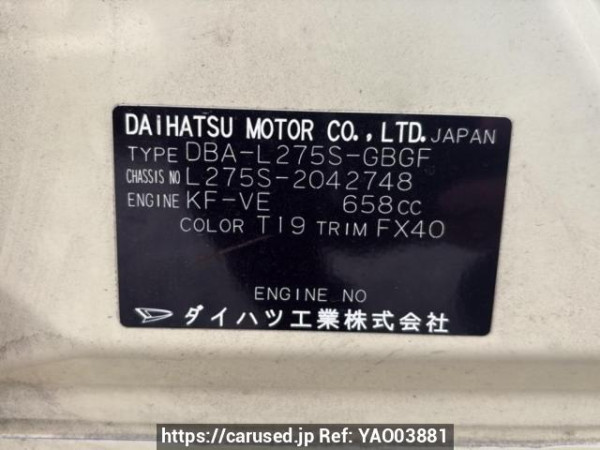 DAiHATSU MOTOR CO.,LTD. JAPAN
TYPE DBA-L275S-GBGF
CHASSIS NO L275S-2042748
ENGINE KF-VE 658CC
COLOR T19 TRIM FX40
ENGINE NO
ダイハツ工業株式会社
https://carused.jp Ref: YAO03881